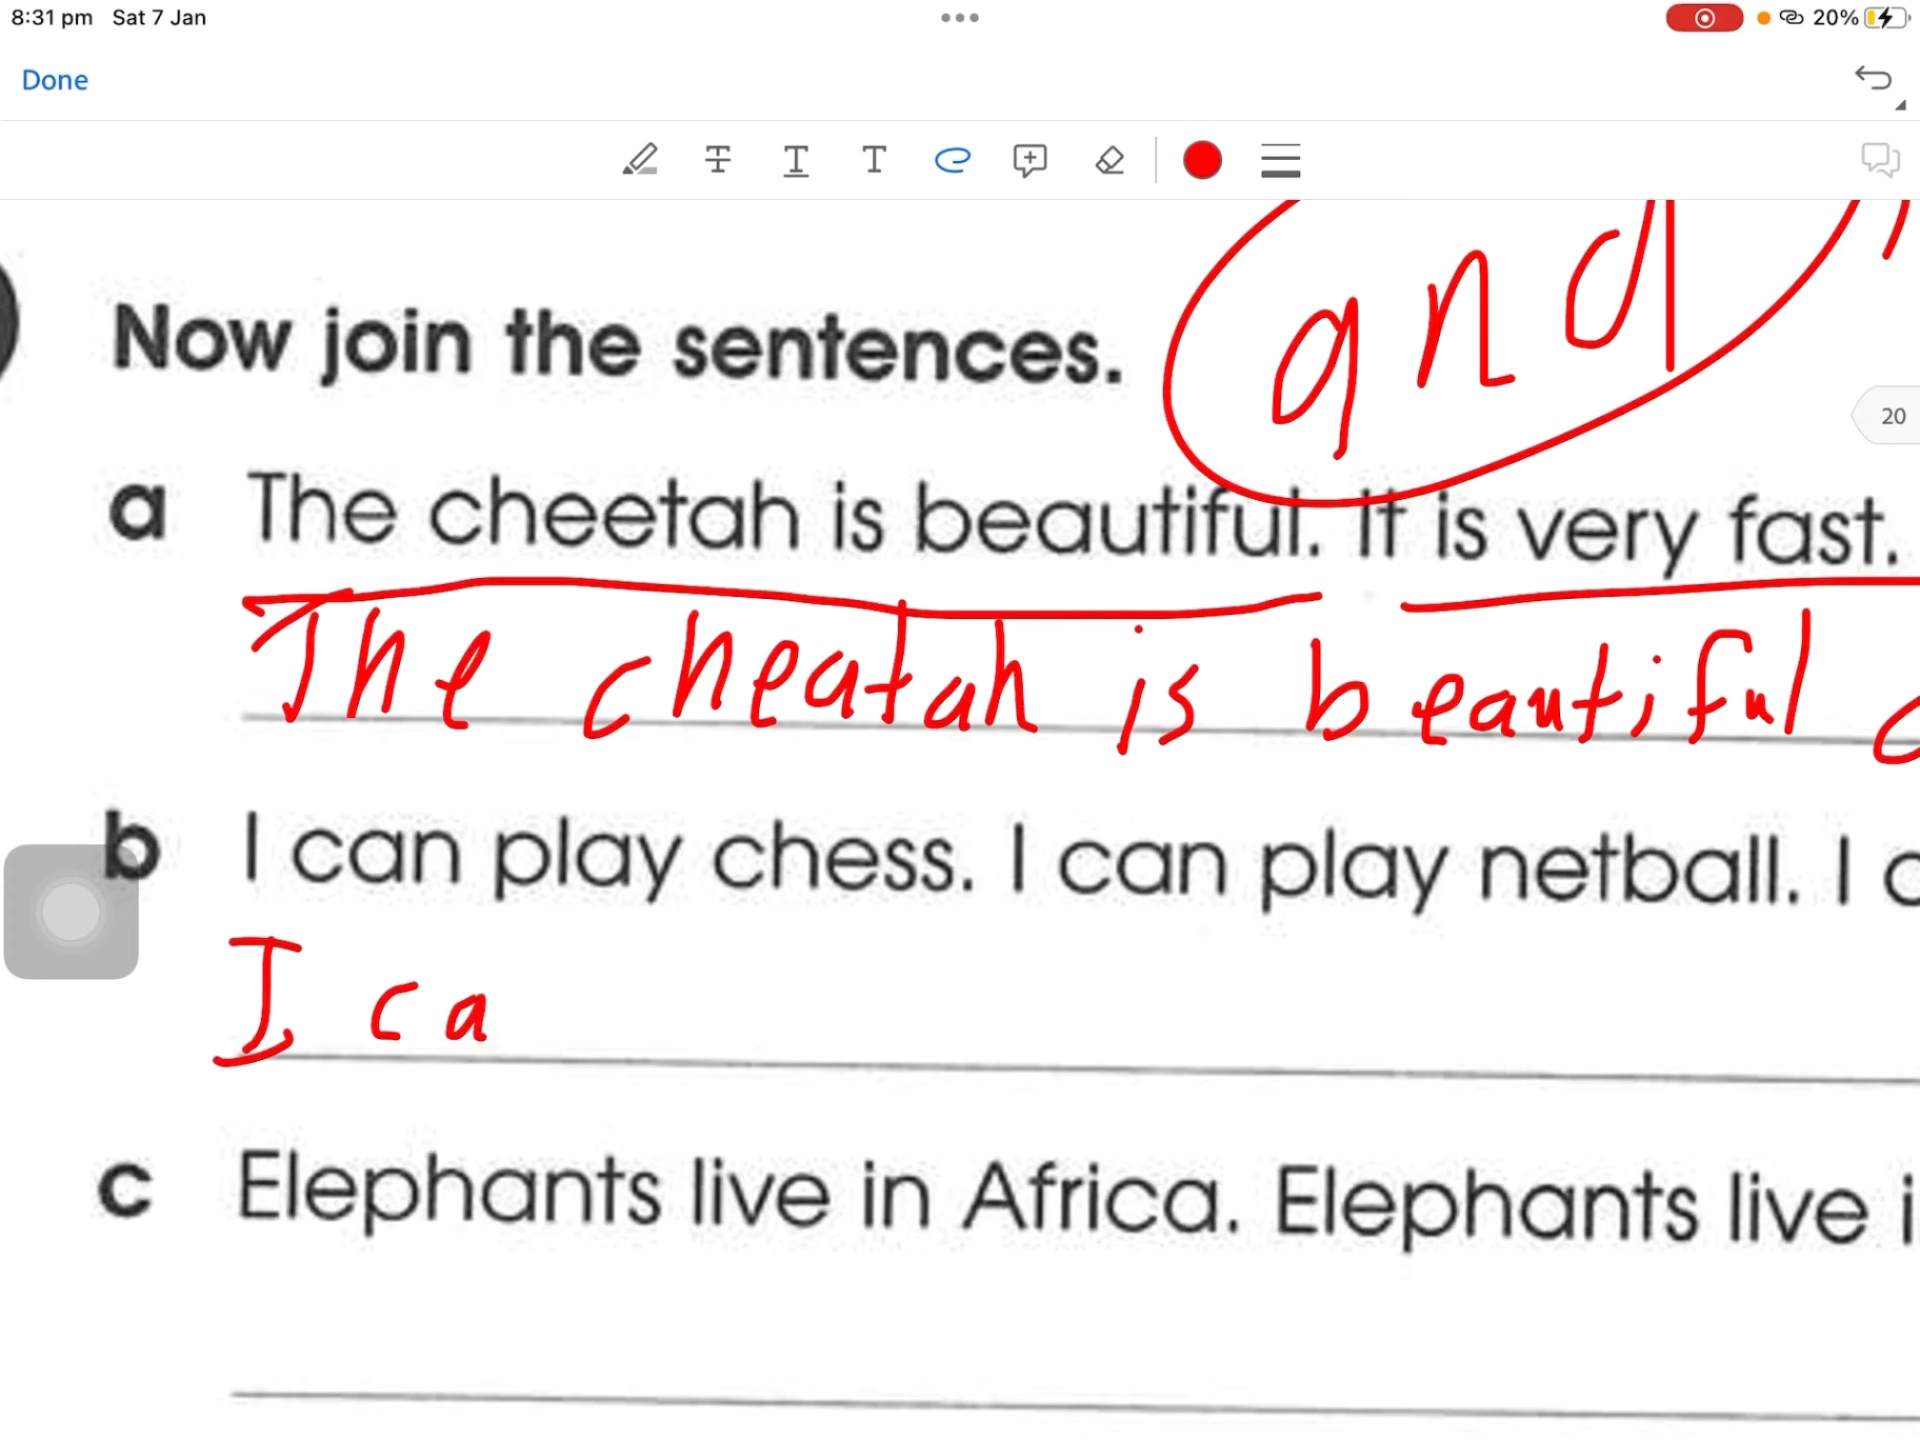 8:31 pm Sat 7 Jan
20%
Done
T T T
and
Now join the sentences.
20
a The cheetah is beautiful. It is very fast.
The cheatah is beautiful
b I can play chess. I can play netball. I c
I ca
c Elephants live in Africa. Elephants live i